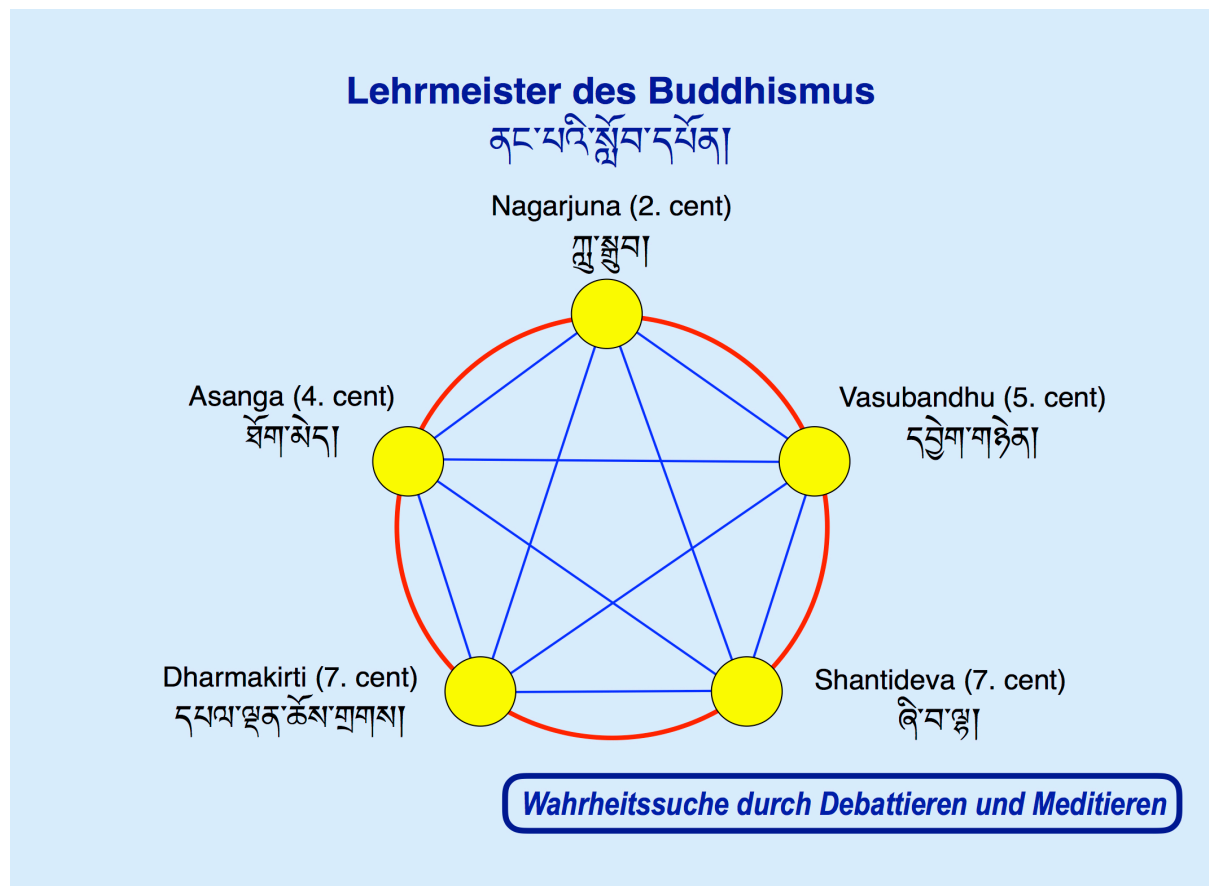 Lehrmeister des Buddhismus
ནང་པའི་སློབ་དཔོན།
Nagarjuna (2. cent)
ཀླུ་སྒྲུབ།
Asanga (4. cent)
ཐོག་མེད།
Vasubandhu (5. cent)
དབྱེག་གཉེན།
Dharmakirti (7. cent)
དཔལ་ལྡན་ཆོས་གྲགས།
Shantideva (7. cent)
ཞི་བ་ལྷ།
Wahrheitssuche durch Debattieren und Meditieren